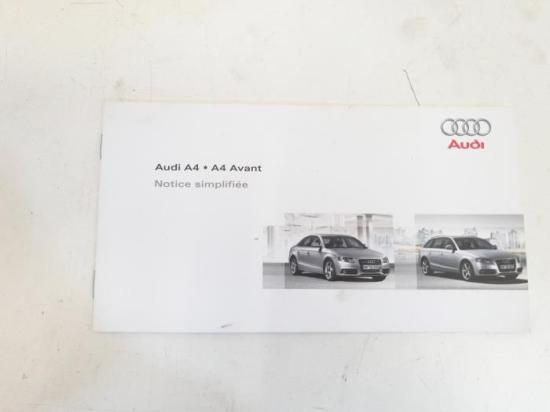 Audi
Audi A4 • A4 Avant
Notice simplifiée